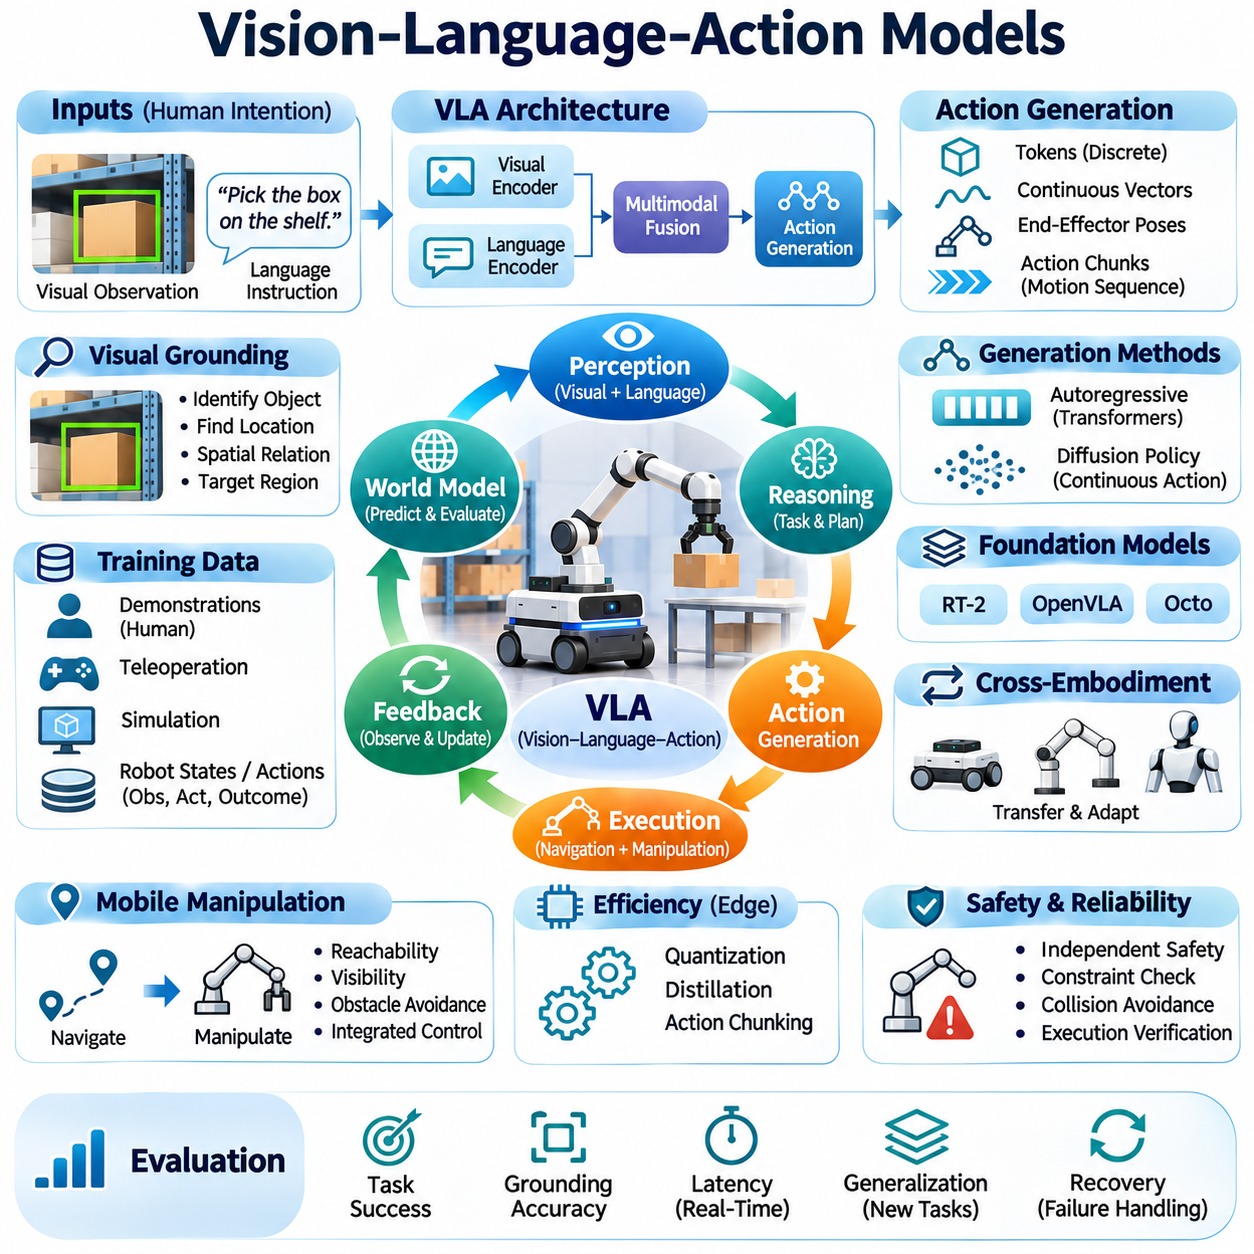 Vision-Language-Action Models
Inputs (Human Intention)
“Pick the box
on the shelf.”
Visual Observation
Language
Instruction
VLA Architecture
Visual
Encoder
Language
Encoder
Multimodal
Fusion
Action
Generation
Action Generation
Tokens (Discrete)
Continuous Vectors
End-Effector Poses
Action Chunks
(Motion Sequence)
Visual Grounding
• Identify Object
• Find Location
• Spatial Relation
• Target Region
Training Data
Demonstrations
(Human)
Teleoperation
Simulation
Robot States / Actions
(Obs, Act, Outcome)
Perception
(Visual + Language)
Reasoning
(Task & Plan)
Action
Generation
Execution
(Navigation + Manipulation)
Feedback
(Observe & Update)
World Model
(Predict & Evaluate)
VLA
(Vision–Language–Action)
Generation Methods
Autoregressive
(Transformers)
Diffusion Policy
(Continuous Action)
Foundation Models
RT-2
OpenVLA
Octo
Cross-Embodiment
Transfer & Adapt
Mobile Manipulation
Navigate
Manipulate
• Reachability
• Visibility
• Obstacle Avoidance
• Integrated Control
Efficiency (Edge)
Quantization
Distillation
Action Chunking
Safety & Reliability
• Independent Safety
• Constraint Check
• Collision Avoidance
• Execution Verification
Evaluation
Task
Success
Grounding
Accuracy
Latency
(Real-Time)
Generalization
(New Tasks)
Recovery
(Failure Handling)